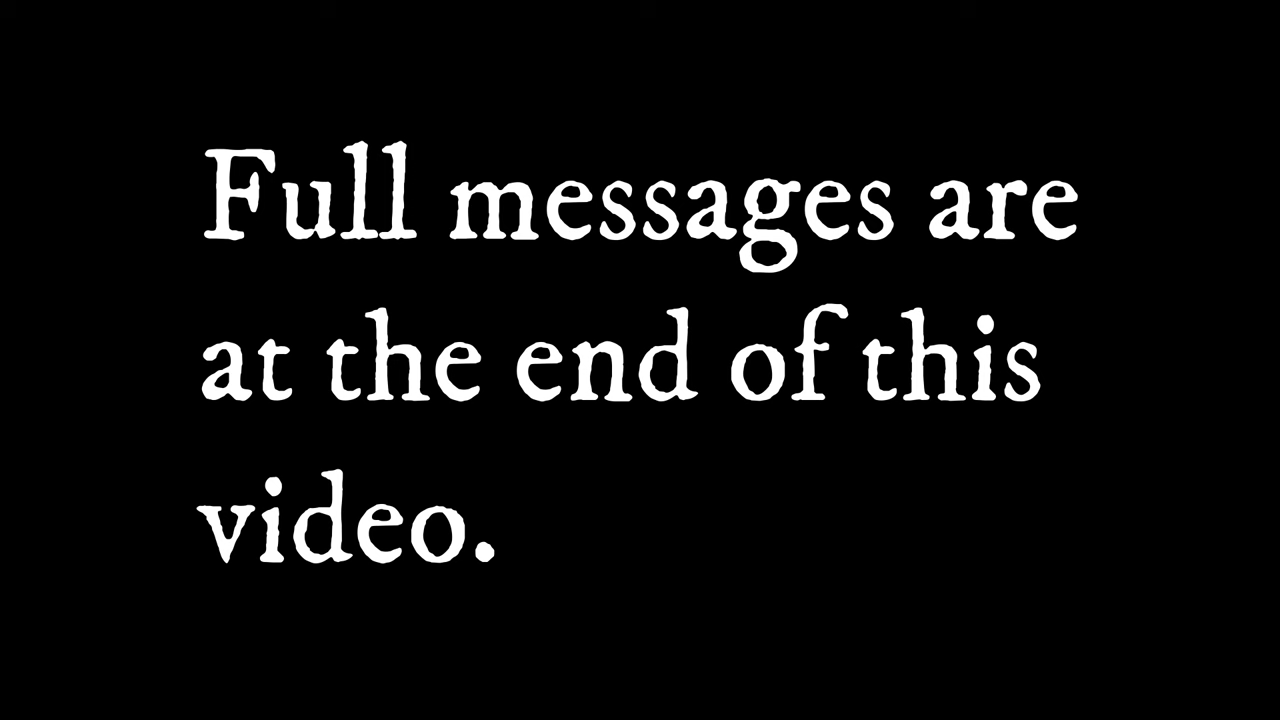 Full messages are
at the end of this
video.